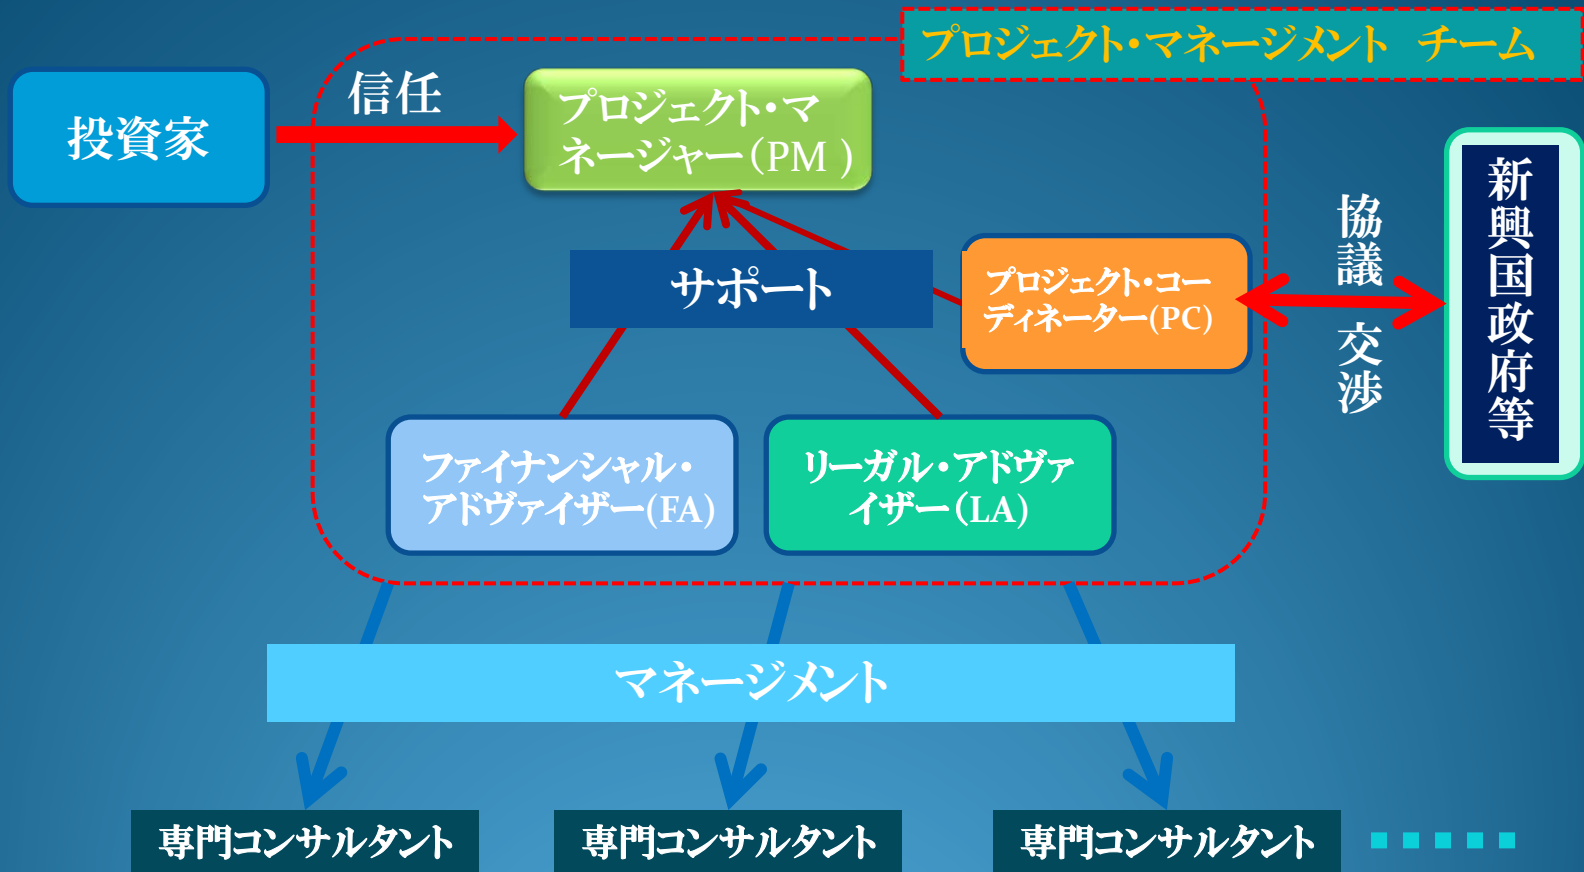 プロジェクト・マネージメント　チーム
投資家
信任
プロジェクト・マ
ネージャー（PM )
サポート
プロジェクト・コー
ディネーター(PC)
協議 交渉
新興国政府等
ファイナンシャル・
アドヴァイザー(FA)
リーガル・アドヴァ
イザー（LA)
マネージメント
専門コンサルタント
専門コンサルタント
専門コンサルタント